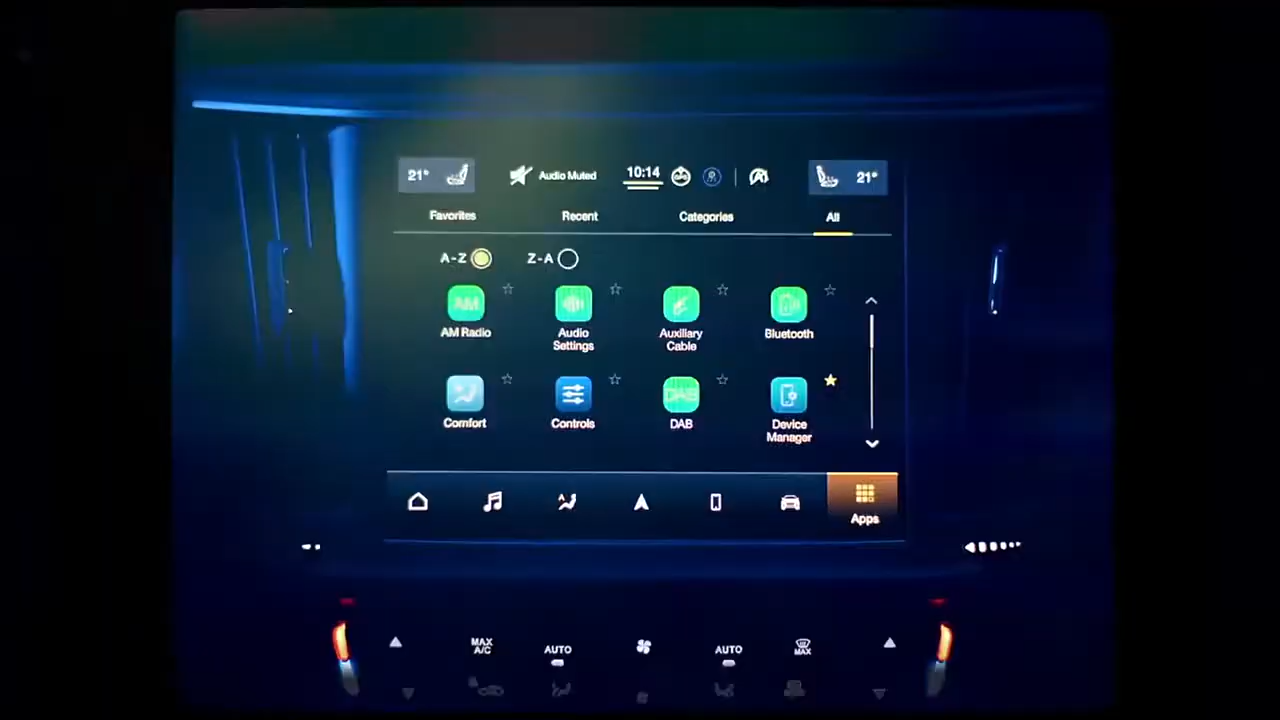 21°
Audio Muted
10:14
21°
Favorites
Recent
Categories
All
A-Z
Z-A
AM
AM Radio
Audio
Settings
Auxiliary
Cable
Bluetooth
Comfort
Controls
DAB
DAB
Device
Manager
Apps
MAX
A/C
AUTO
AUTO
MAX